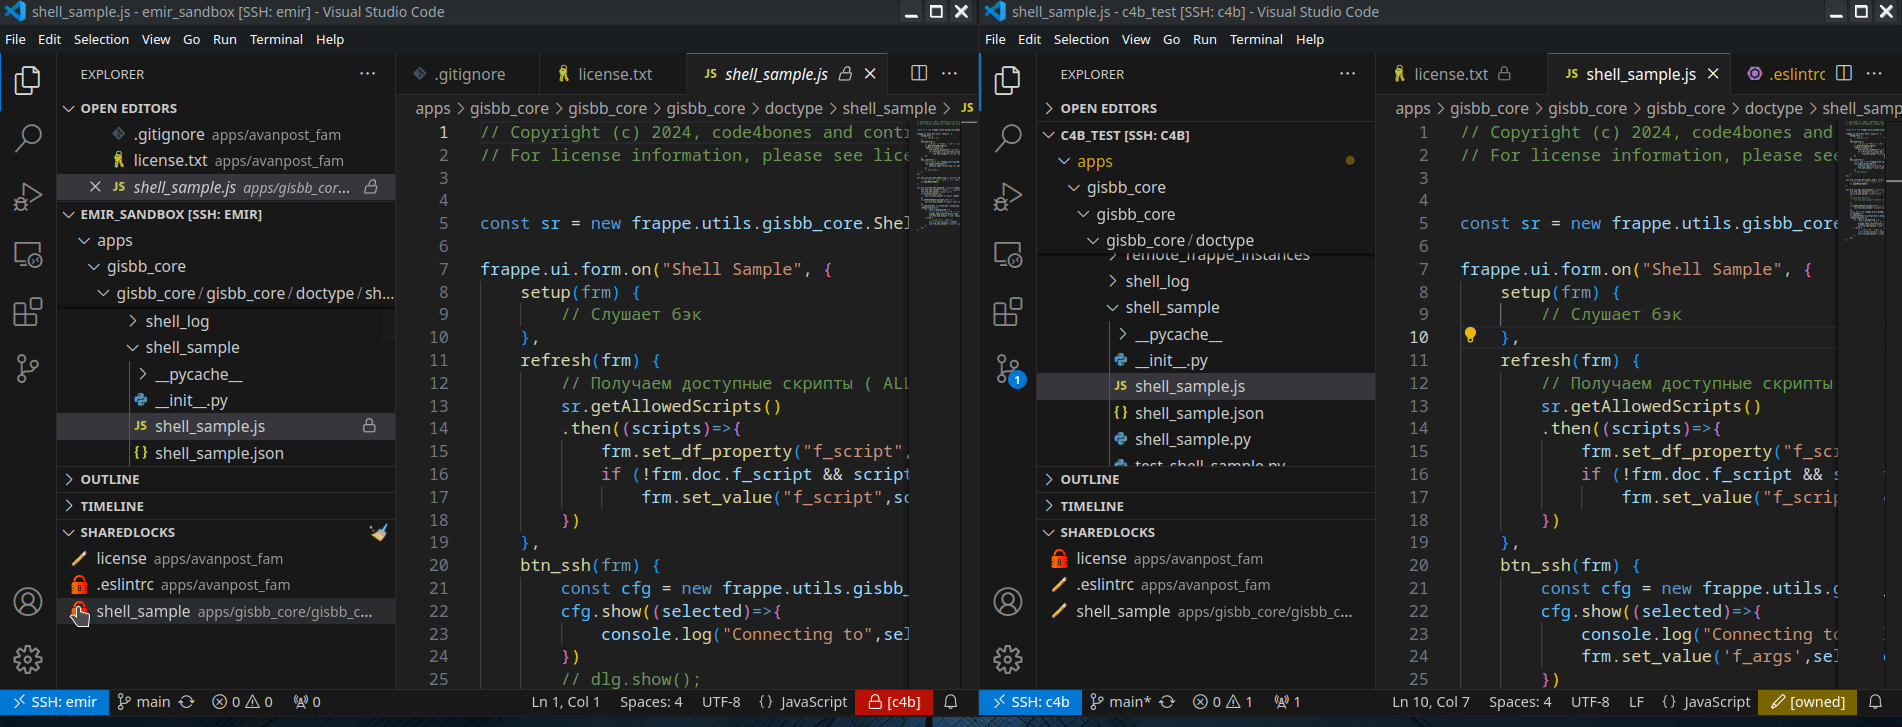 shell_sample.js - emir_sandbox [SSH: emir] - Visual Studio Code
File Edit Selection View Go Run Terminal Help
EXPLORER
OPEN EDITORS
.gitignore apps/avanpost_fam
license.txt apps/avanpost_fam
JS shell_sample.js apps/gisbb_cor...
EMIR_SANDBOX [SSH: EMIR]
apps
gisbb_core
gisbb_core/gisbb_core/doctype/sh...
shell_log
shell_sample
__pycache__
__init__.py
JS shell_sample.js
{} shell_sample.json
OUTLINE
TIMELINE
SHAREDLOCKS
license apps/avanpost_fam
.eslintrc apps/avanpost_fam
shell_sample apps/gisbb_core/gisbb_c...
.gitignore license.txt JS shell_sample.js
apps > gisbb_core > gisbb_core > gisbb_core > doctype > shell_sample > JS
1 // Copyright (c) 2024, code4bones and contr
2 // For license information, please see lice
3
4
5 const sr = new frappe.utils.gisbb_core.Shel
6
7 frappe.ui.form.on("Shell Sample", {
8 setup(frm) {
9 // Слушает бэк
10 },
11 refresh(frm) {
12 // Получаем доступные скрипты ( ALL
13 sr.getAllowedScripts()
14 .then((scripts)=>{
15 frm.set_df_property("f_script",
16 if (!frm.doc.f_script && script
17 frm.set_value("f_script",sc
18 })
19 },
20 btn_ssh(frm) {
21 const cfg = new frappe.utils.gisbb_
22 cfg.show((selected)=>{
23 console.log("Connecting to",sel
24 })
25 // dlg.show();
SSH: emir main 0 0 0 Ln 1, Col 1 Spaces: 4 UTF-8 {} JavaScript [c4b]
shell_sample.js - c4b_test [SSH: c4b] - Visual Studio Code
File Edit Selection View Go Run Terminal Help
EXPLORER
OPEN EDITORS
C4B_TEST [SSH: C4B]
apps
gisbb_core
gisbb_core
gisbb_core/doctype
remote_frappe_instances
shell_log
shell_sample
__pycache__
__init__.py
JS shell_sample.js
{} shell_sample.json
shell_sample.py
test_shell_sample.py
1
OUTLINE
TIMELINE
SHAREDLOCKS
license apps/avanpost_fam
.eslintrc apps/avanpost_fam
shell_sample apps/gisbb_core/gisbb_c...
license.txt JS shell_sample.js .eslintrc
apps > gisbb_core > gisbb_core > gisbb_core > doctype > shell_samp
1 // Copyright (c) 2024, code4bones and
2 // For license information, please see
3
4
5 const sr = new frappe.utils.gisbb_core
6
7 frappe.ui.form.on("Shell Sample", {
8 setup(frm) {
9 // Слушает бэк
10 },
11 refresh(frm) {
12 // Получаем доступные скрипты
13 sr.getAllowedScripts()
14 .then((scripts)=>{
15 frm.set_df_property("f_scr
16 if (!frm.doc.f_script && s
17 frm.set_value("f_scrip
18 })
19 },
20 btn_ssh(frm) {
21 const cfg = new frappe.utils.g
22 cfg.show((selected)=>{
23 console.log("Connecting to
24 frm.set_value('f_args',sel
25 })
SSH: c4b main* 0 1 1 Ln 10, Col 7 Spaces: 4 UTF-8 LF {} JavaScript [owned]